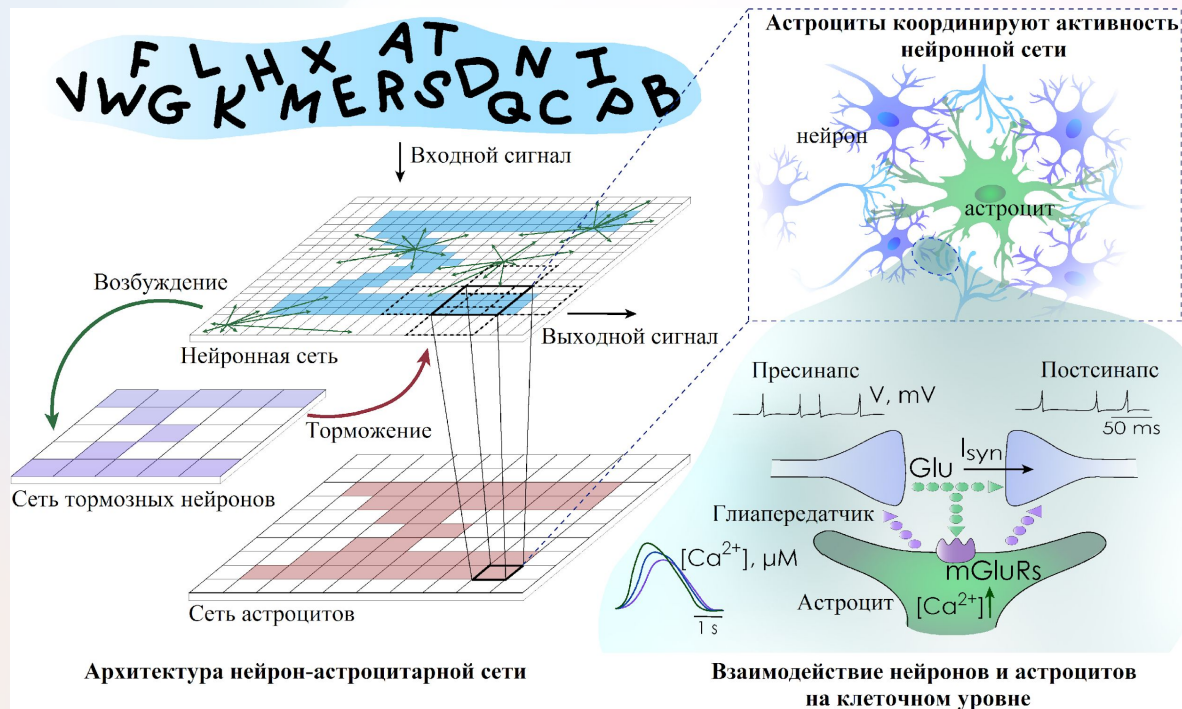 F L H X A T N I
V W G K M E R S D Q C P B
Входной сигнал
Возбуждение
Нейронная сеть
Выходной сигнал
Торможение
Сеть тормозных нейронов
Сеть астроцитов
Архитектура нейрон-астроцитарной сети
Астроциты координируют активность
нейронной сети
нейрон
астроцит
Пресинапс
Постсинапс
V, mV
50 ms
Glu
Isyn
Глиапередатчик
[Ca²⁺], µM
mGluRs
Астроцит
[Ca²⁺]
1 s
Взаимодействие нейронов и астроцитов
на клеточном уровне